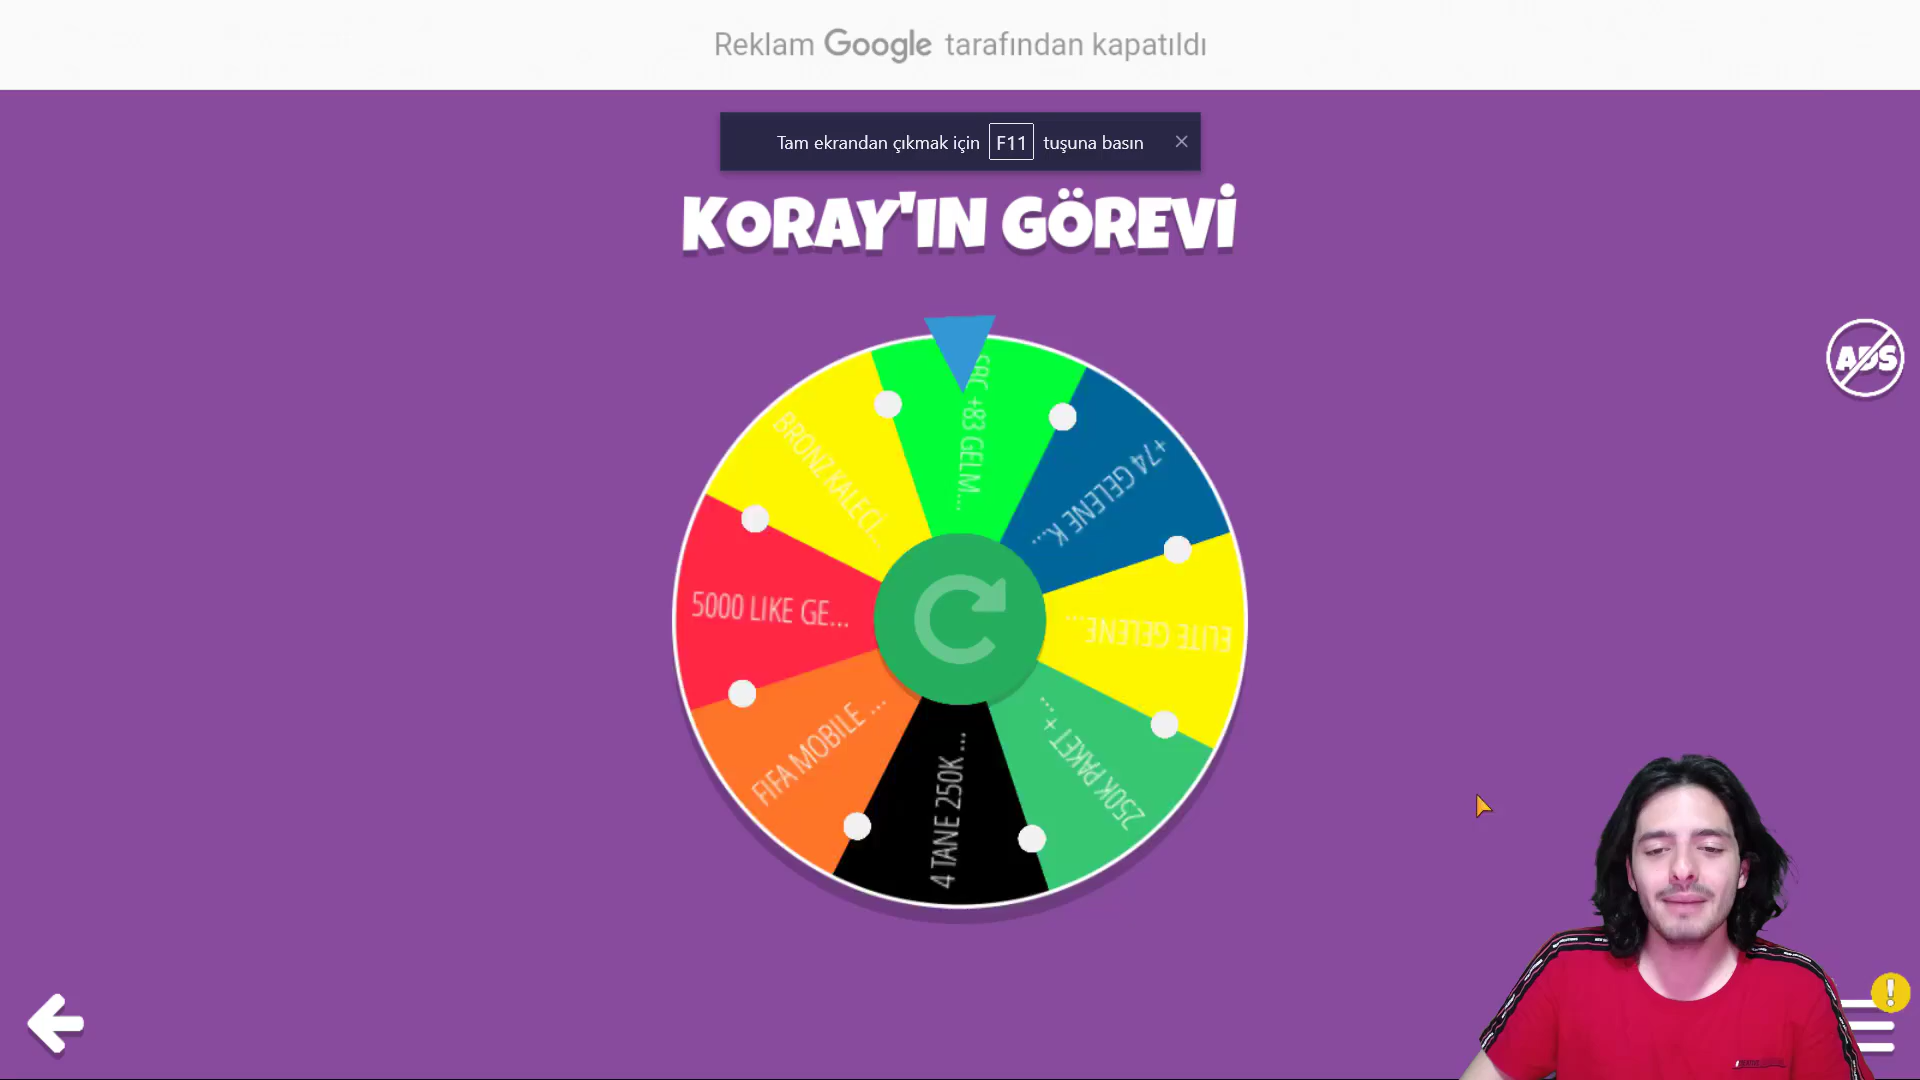 Reklam Google tarafından kapatıldı
Tam ekrandan çıkmak için F11 tuşuna basın
KORAY'IN GÖREVİ
ADS
+83 GELM...
+74 GELENE K...
BRONZ KALECİ...
5000 LIKE GE...
ELITE GELENE...
FIFA MOBILE ...
4 TANE 250K ...
250K PAKET + ...
!